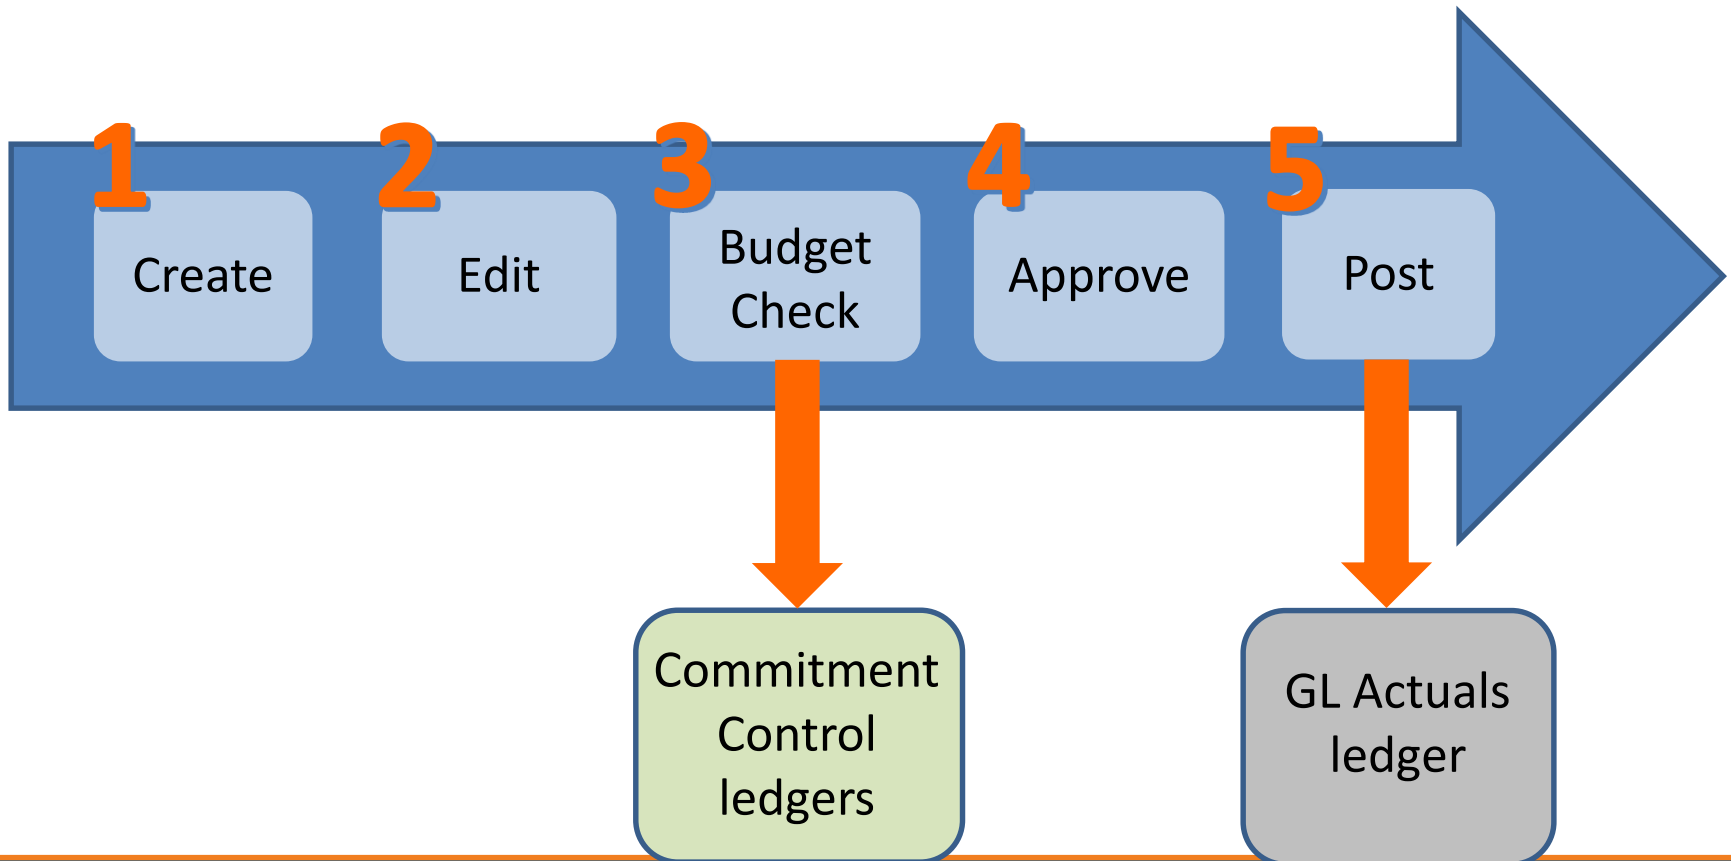 1
Create
2
Edit
3
Budget
Check
4
Approve
5
Post
Commitment
Control
ledgers
GL Actuals
ledger